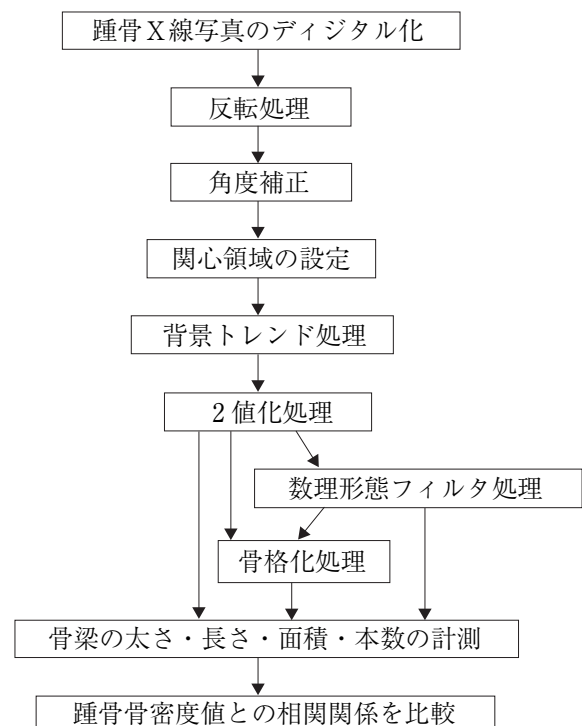 踵骨Ｘ線写真のディジタル化
反転処理
角度補正
関心領域の設定
背景トレンド処理
２値化処理
数理形態フィルタ処理
骨格化処理
骨梁の太さ・長さ・面積・本数の計測
踵骨骨密度値との相関関係を比較